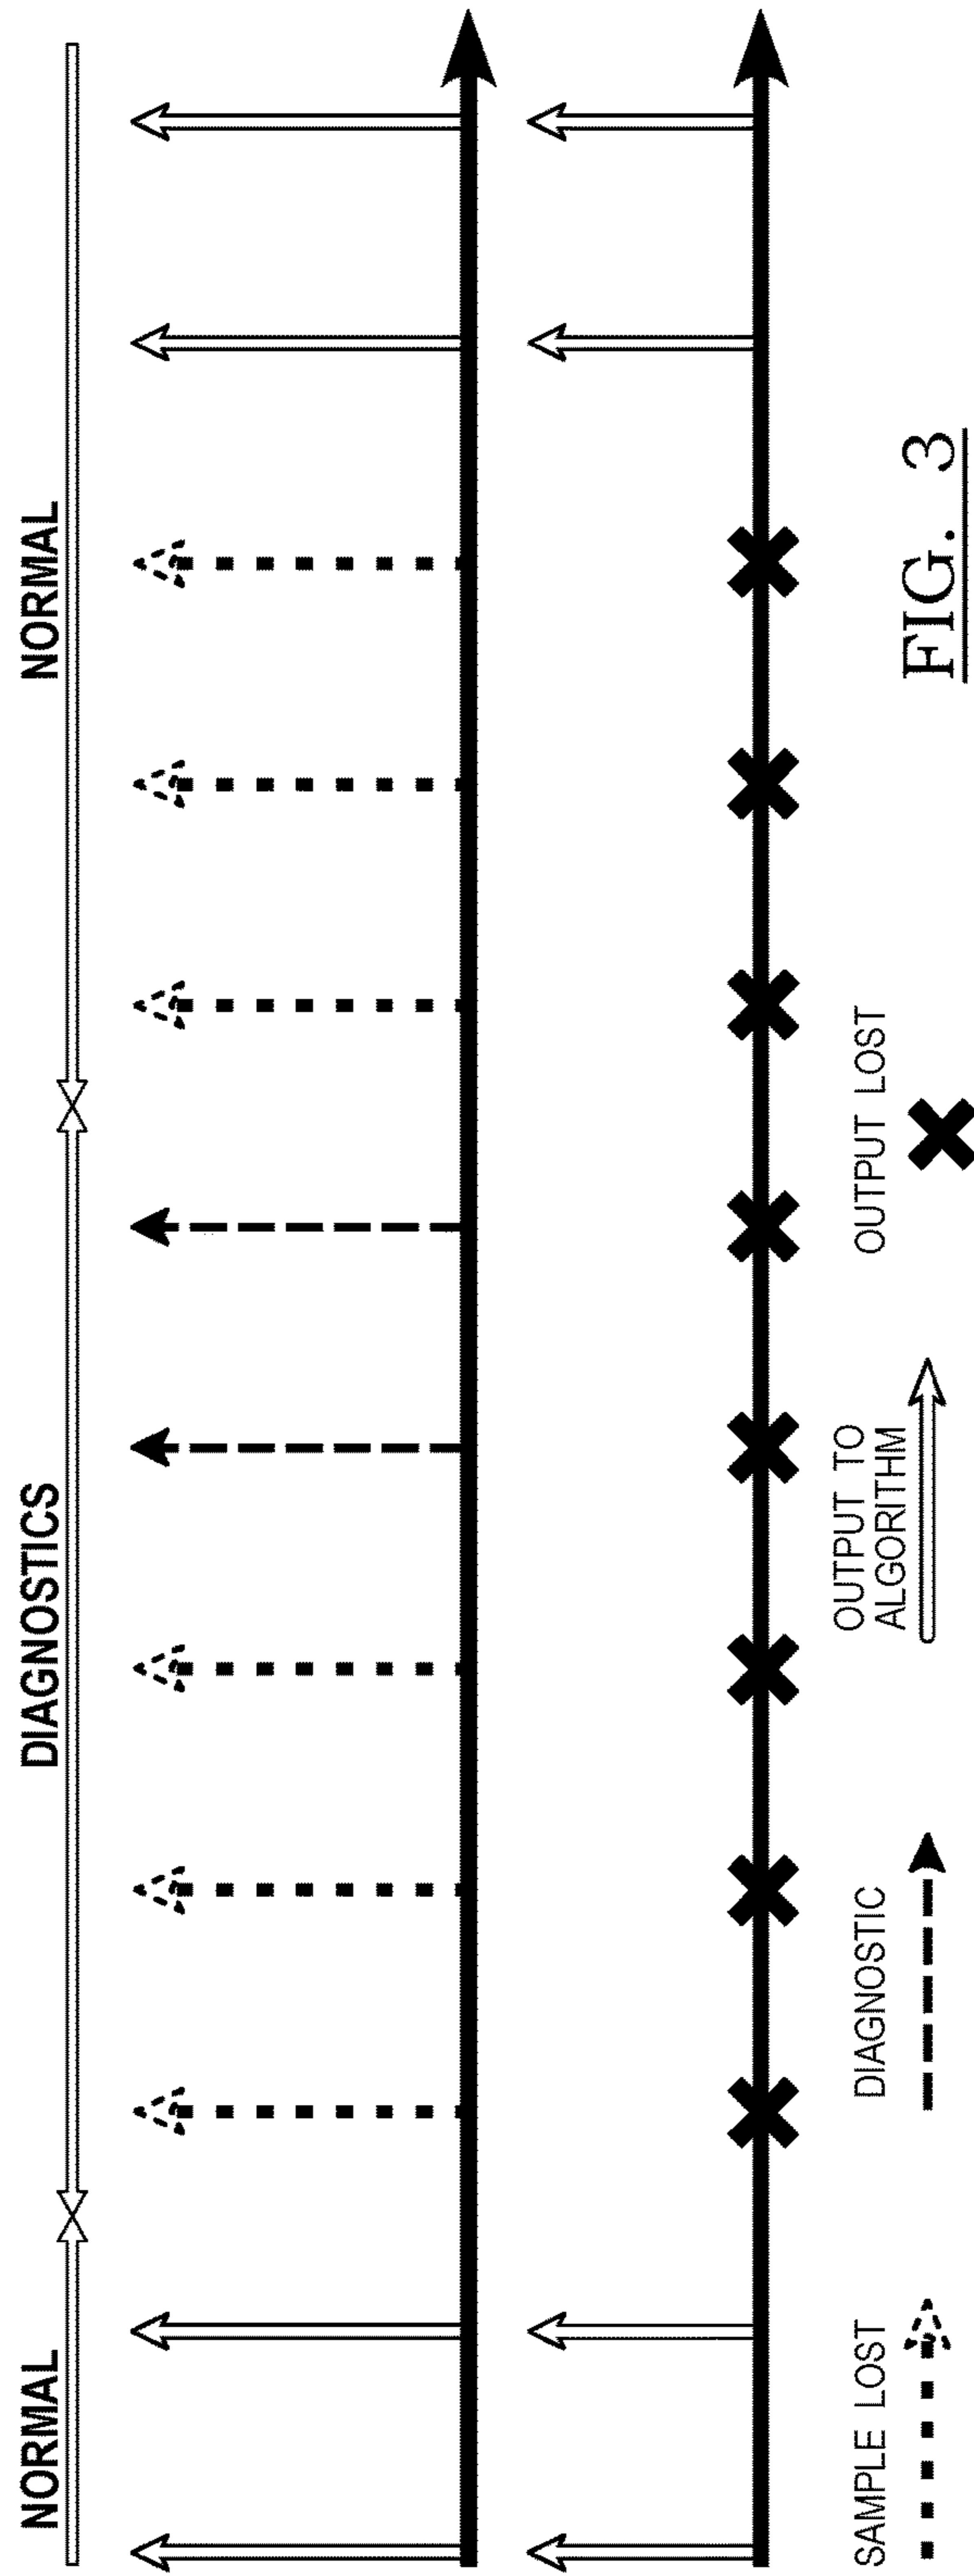 NORMAL
DIAGNOSTICS
NORMAL
SAMPLE LOST
DIAGNOSTIC
OUTPUT TO
ALGORITHM
OUTPUT LOST
FIG. 3